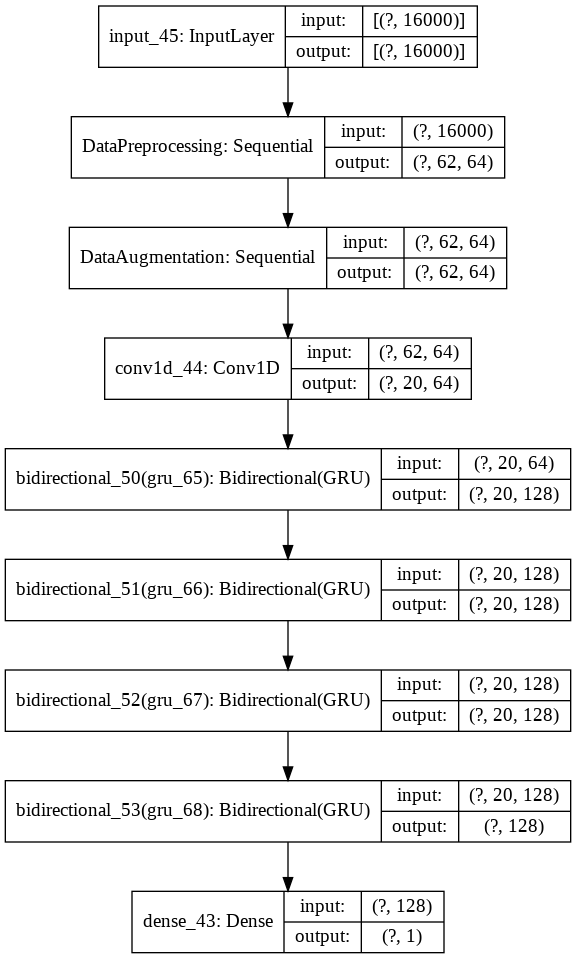 input_45: InputLayer
input: [(?, 16000)]
output: [(?, 16000)]
DataPreprocessing: Sequential
input: (?, 16000)
output: (?, 62, 64)
DataAugmentation: Sequential
input: (?, 62, 64)
output: (?, 62, 64)
conv1d_44: Conv1D
input: (?, 62, 64)
output: (?, 20, 64)
bidirectional_50(gru_65): Bidirectional(GRU)
input: (?, 20, 64)
output: (?, 20, 128)
bidirectional_51(gru_66): Bidirectional(GRU)
input: (?, 20, 128)
output: (?, 20, 128)
bidirectional_52(gru_67): Bidirectional(GRU)
input: (?, 20, 128)
output: (?, 20, 128)
bidirectional_53(gru_68): Bidirectional(GRU)
input: (?, 20, 128)
output: (?, 128)
dense_43: Dense
input: (?, 128)
output: (?, 1)